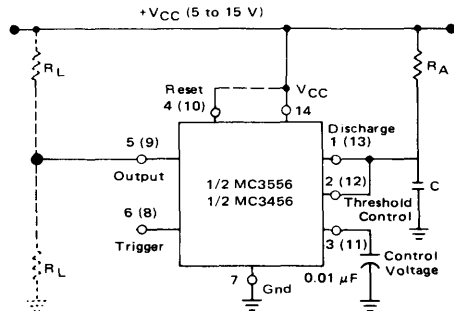 +VCC (5 to 15 V)
RL
RA
Reset
4 (10)
VCC
14
Discharge
1 (13)
5 (9)
Output
1/2 MC3556
1/2 MC3456
2 (12)
Threshold
Control
C
6 (8)
Trigger
3 (11)
Control
Voltage
0.01 μF
RL
7
Gnd